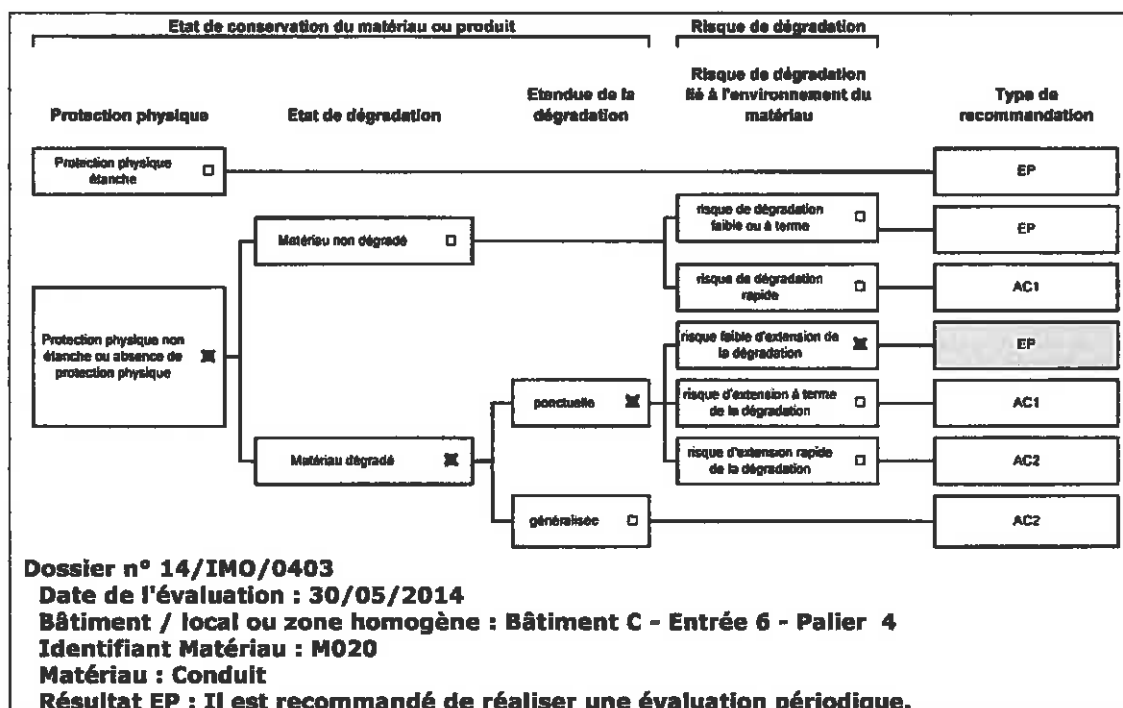 Etat de conservation du matériau ou produit
Risque de dégradation
Protection physique
Etat de dégradation
Etendue de la
dégradation
Risque de dégradation
lié à l'environnement du
matériau
Type de
recommandation
Protection physique
étanche
EP
Matériau non dégradé
risque de dégradation
faible ou à terme
EP
risque de dégradation
rapide
AC1
Protection physique non
étanche ou absence de
protection physique
risque faible d'extension de
la dégradation
EP
ponctuelle
risque d'extension à terme
de la dégradation
AC1
Matériau dégradé
risque d'extension rapide
de la dégradation
AC2
généralisée
AC2
Dossier n° 14/IMO/0403
Date de l'évaluation : 30/05/2014
Bâtiment / local ou zone homogène : Bâtiment C - Entrée 6 - Palier 4
Identifiant Matériau : M020
Matériau : Conduit
Résultat EP : Il est recommandé de réaliser une évaluation périodique.